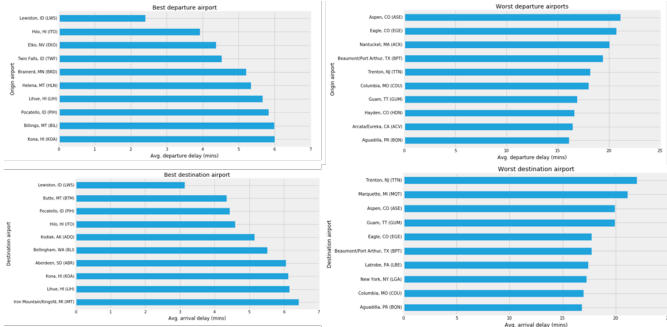 Best departure airport
Origin airport
Lewiston, ID (LWS)
Hilo, HI (ITO)
Elko, NV (EKO)
Twin Falls, ID (TWF)
Brainerd, MN (BRD)
Helena, MT (HLN)
Lihue, HI (LIH)
Pocatello, ID (PIH)
Billings, MT (BIL)
Kona, HI (KOA)
0 1 2 3 4 5 6 7
Avg. departure delay (mins)
Worst departure airports
Origin airport
Aspen, CO (ASE)
Eagle, CO (EGE)
Nantucket, MA (ACK)
Beaumont/Port Arthur, TX (BPT)
Trenton, NJ (TTN)
Columbia, MO (COU)
Guam, TT (GUM)
Hayden, CO (HDN)
Arcata/Eureka, CA (ACV)
Aguadilla, PR (BQN)
0 5 10 15 20 25
Avg. departure delay (mins)
Best destination airport
Destination airport
Lewiston, ID (LWS)
Butte, MT (BTM)
Pocatello, ID (PIH)
Hilo, HI (ITO)
Kodiak, AK (ADQ)
Bellingham, WA (BLI)
Aberdeen, SD (ABR)
Kona, HI (KOA)
Lihue, HI (LIH)
Iron Mountain/Kingsfd, MI (IMT)
0 1 2 3 4 5 6 7
Avg. arrival delay (mins)
Worst destination airport
Destination airport
Trenton, NJ (TTN)
Marquette, MI (MQT)
Aspen, CO (ASE)
Guam, TT (GUM)
Eagle, CO (EGE)
Beaumont/Port Arthur, TX (BPT)
Latrobe, PA (LBE)
New York, NY (LGA)
Columbia, MO (COU)
Aguadilla, PR (BQN)
0 5 10 15 20
Avg. arrival delay (mins)